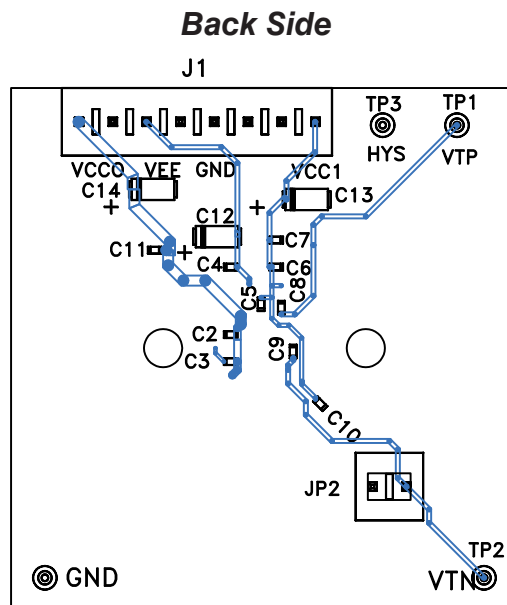 Back Side
J1
TP3
TP1
HYS
VTP
VCCO VEE GND VCC1
C14
C13
C12
C11
C7
C4
C6
C5
C8
C2
C9
C3
C10
JP2
TP2
GND
VTN